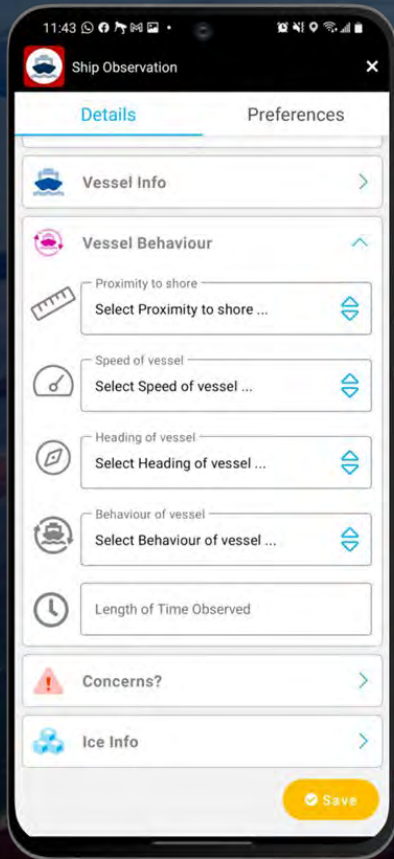 11:43
Ship Observation
Details
Preferences
Vessel Info
Vessel Behaviour
Proximity to shore
Select Proximity to shore ...
Speed of vessel
Select Speed of vessel ...
Heading of vessel
Select Heading of vessel ...
Behaviour of vessel
Select Behaviour of vessel ...
Length of Time Observed
Concerns?
Ice Info
Save